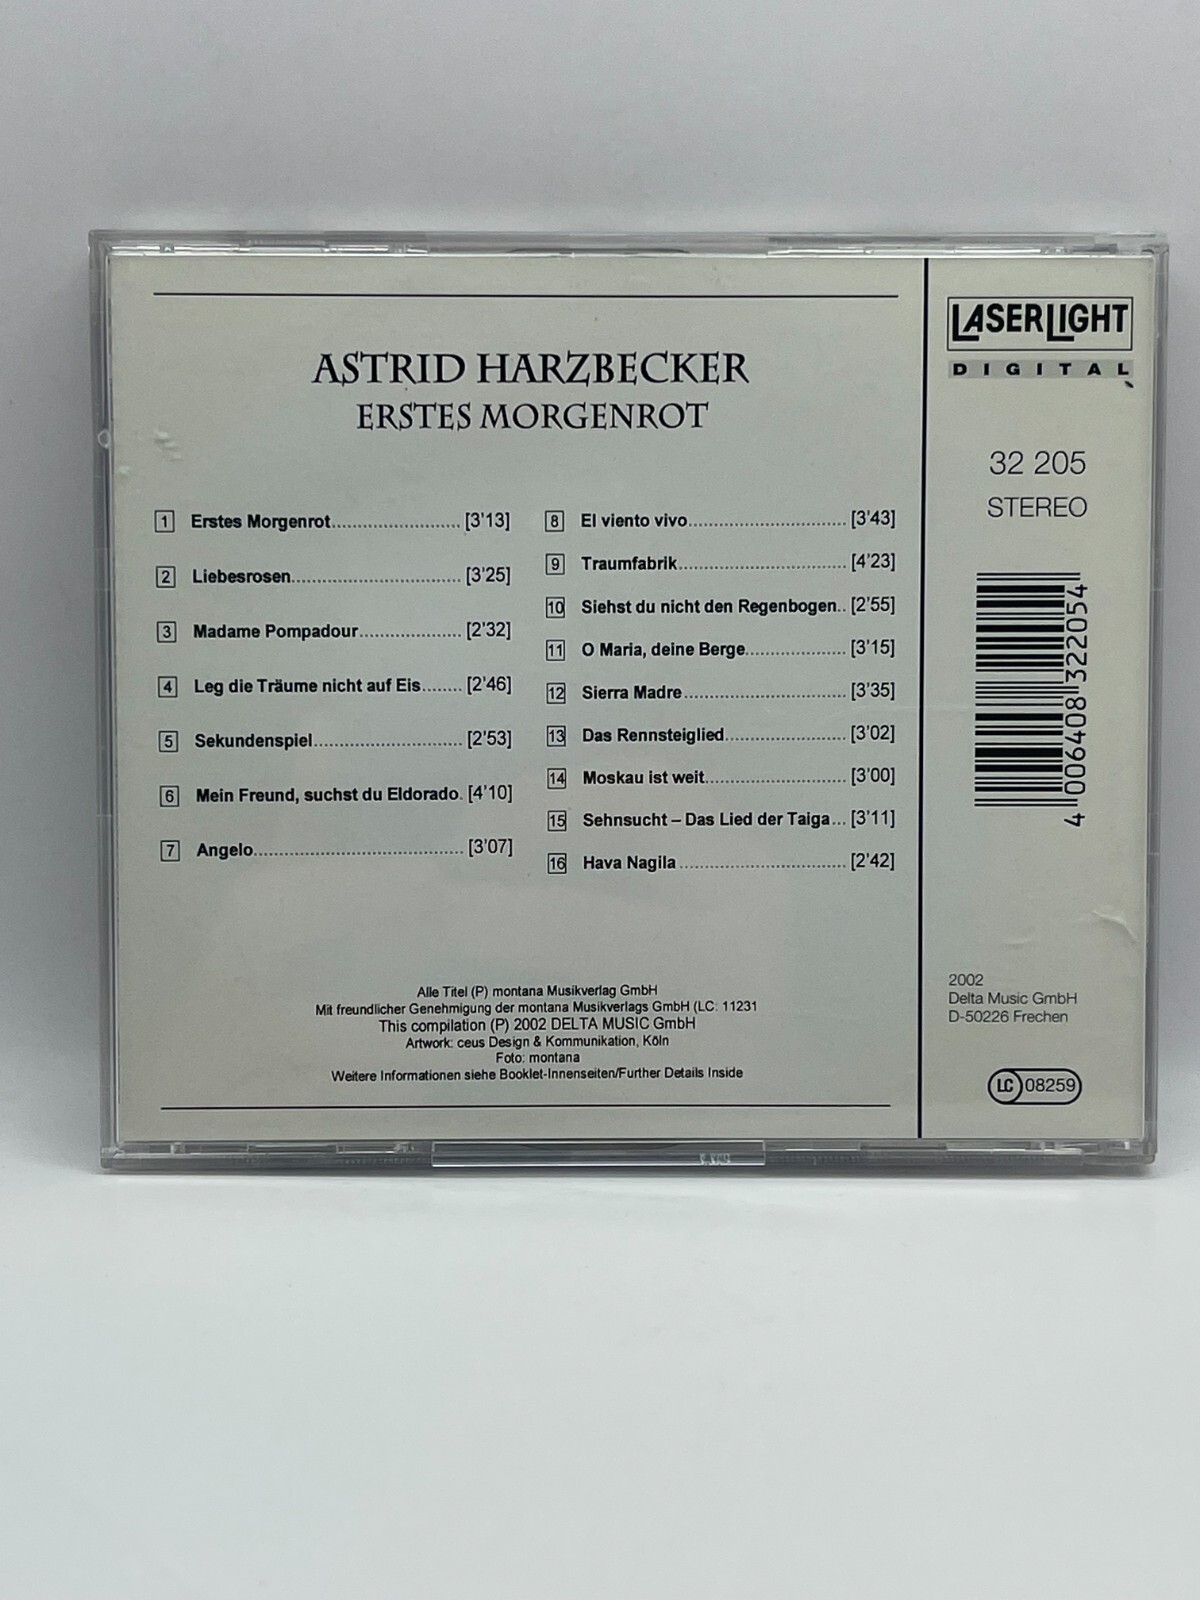 ASTRID HARZBECKER
ERSTES MORGENROT
1 Erstes Morgenrot........................ [3'13]
2 Liebesrosen................................ [3'25]
3 Madame Pompadour................... [2'32]
4 Leg die Träume nicht auf Eis........ [2'46]
5 Sekundenspiel............................ [2'53]
6 Mein Freund, suchst du Eldorado. [4'10]
7 Angelo....................................... [3'07]
8 El viento vivo............................. [3'43]
9 Traumfabrik............................... [4'23]
10 Siehst du nicht den Regenbogen.. [2'55]
11 O Maria, deine Berge................... [3'15]
12 Sierra Madre.............................. [3'35]
13 Das Rennsteiglied....................... [3'02]
14 Moskau ist weit.......................... [3'00]
15 Sehnsucht – Das Lied der Taiga... [3'11]
16 Hava Nagila ............................... [2'42]
Alle Titel (P) montana Musikverlag GmbH
Mit freundlicher Genehmigung der montana Musikverlags GmbH (LC: 11231
This compilation (P) 2002 DELTA MUSIC GmbH
Artwork: ceus Design & Kommunikation, Köln
Foto: montana
Weitere Informationen siehe Booklet-Innenseiten/Further Details Inside
LASERLIGHT
DIGITAL
32 205
STEREO
4 006408 322054
2002
Delta Music GmbH
D-50226 Frechen
LC 08259